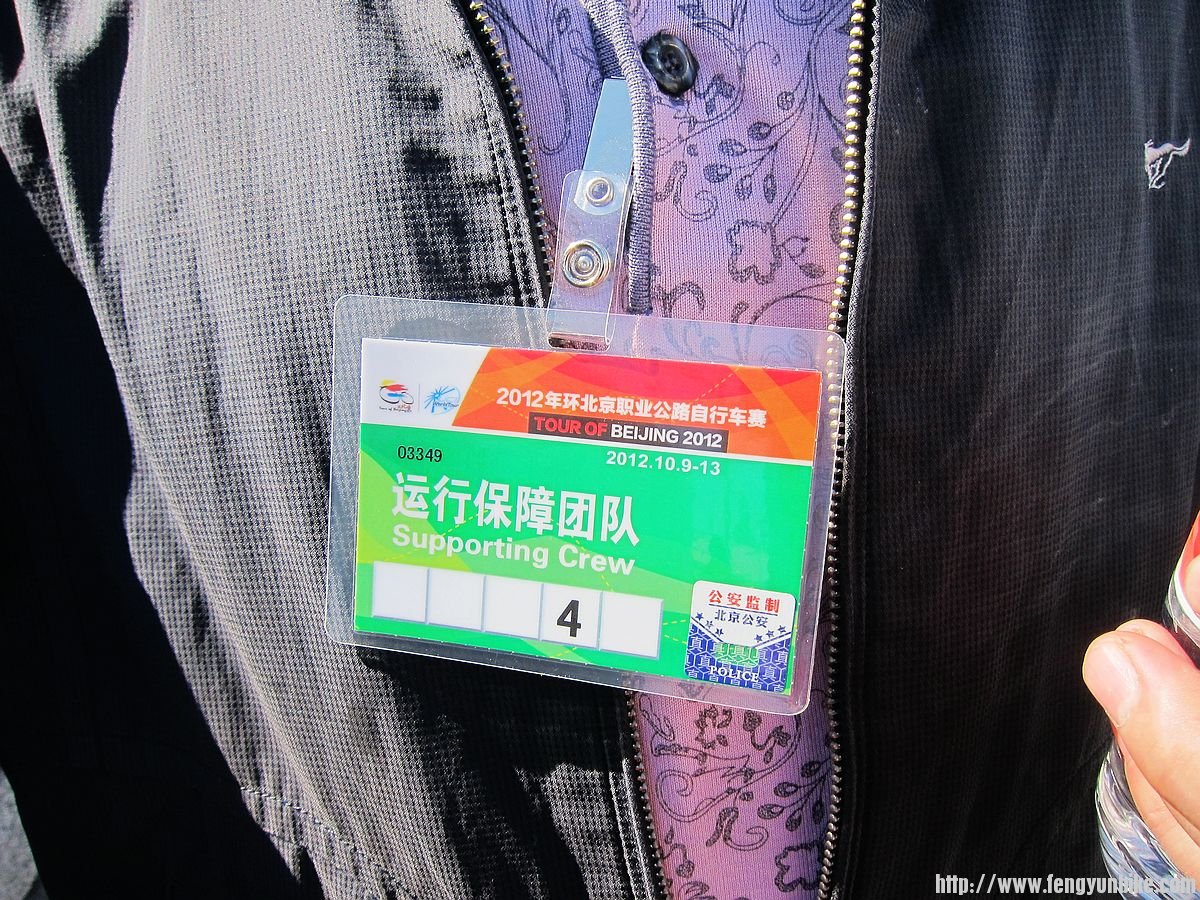 2012年环北京职业公路自行车赛
TOUR OF BEIJING 2012
2012.10.9-13
03349
运行保障团队
Supporting Crew
4
公安监制
北京公安
POLICE
http://www.fengyunbike.com